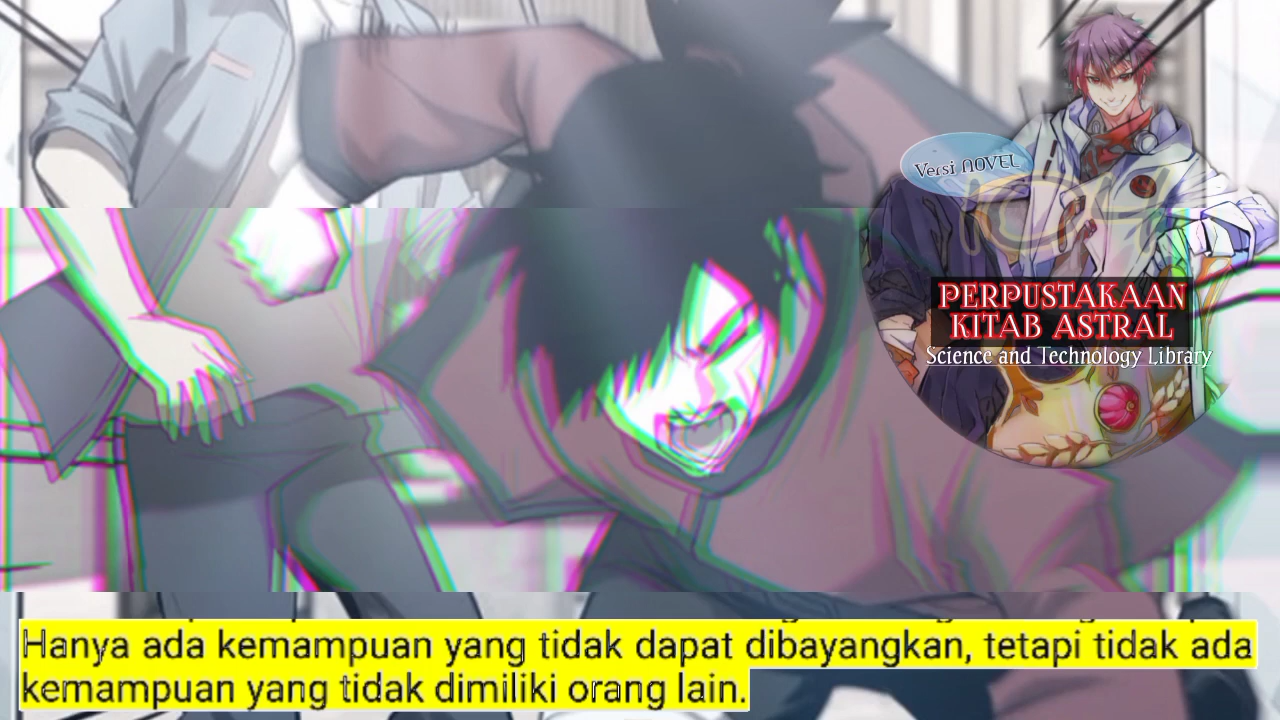 Versi NOVEL
PERPUSTAKAAN
KITAB ASTRAL
Science and Technology Library
Hanya ada kemampuan yang tidak dapat dibayangkan, tetapi tidak ada
kemampuan yang tidak dimiliki orang lain.